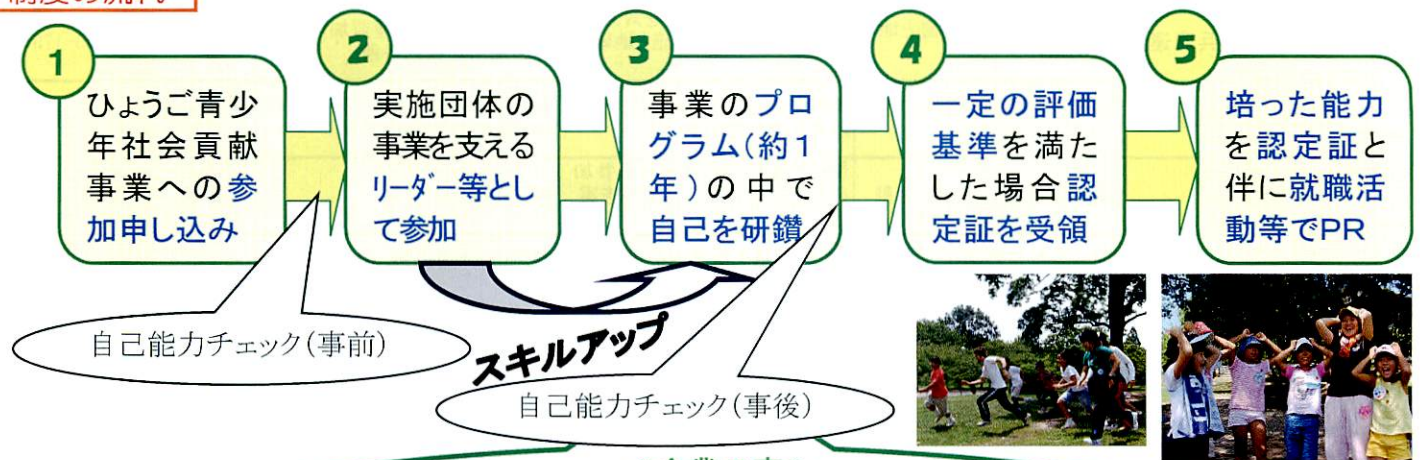 1
ひょうご青少
年社会貢献
事業への参
加申し込み
2
実施団体の
事業を支える
リーダー等とし
て参加
3
事業のプロ
グラム(約1
年)の中で
自己を研鑽
4
一定の評価
基準を満た
した場合認
定証を受領
5
培った能力
を認定証と
伴に就職活
動等でPR
自己能力チェック(事前)
スキルアップ
自己能力チェック(事後)